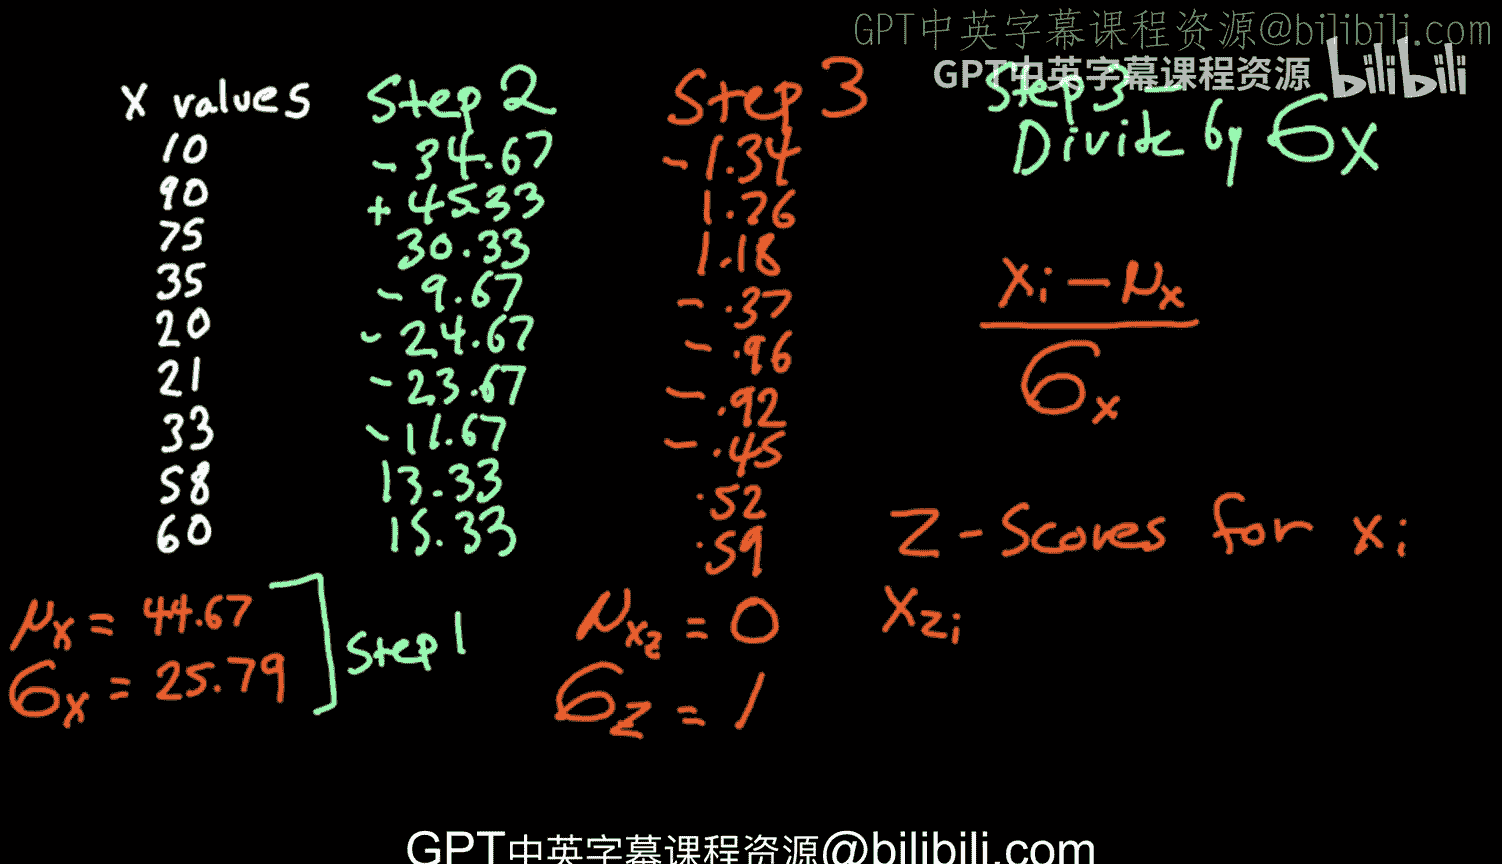 GPT中英字幕课程资源@bilibili.com
GPT中英字幕课程资源 bilibili
X values
10
90
75
35
20
21
33
58
60
μx = 44.67
σx = 25.79
Step 1
Step 2
- 34.67
+ 45.33
30.33
- 9.67
- 24.67
- 23.67
- 11.67
13.33
15.33
Step 3
- 1.34
1.76
1.18
- .37
- .96
- .92
- .45
.52
.59
μxz = 0
σz = 1
Step 3 -
Divide by σx
xi - μx
σx
Z - Scores for xi
xzi
GPT中英字幕课程资源@bilibili.com